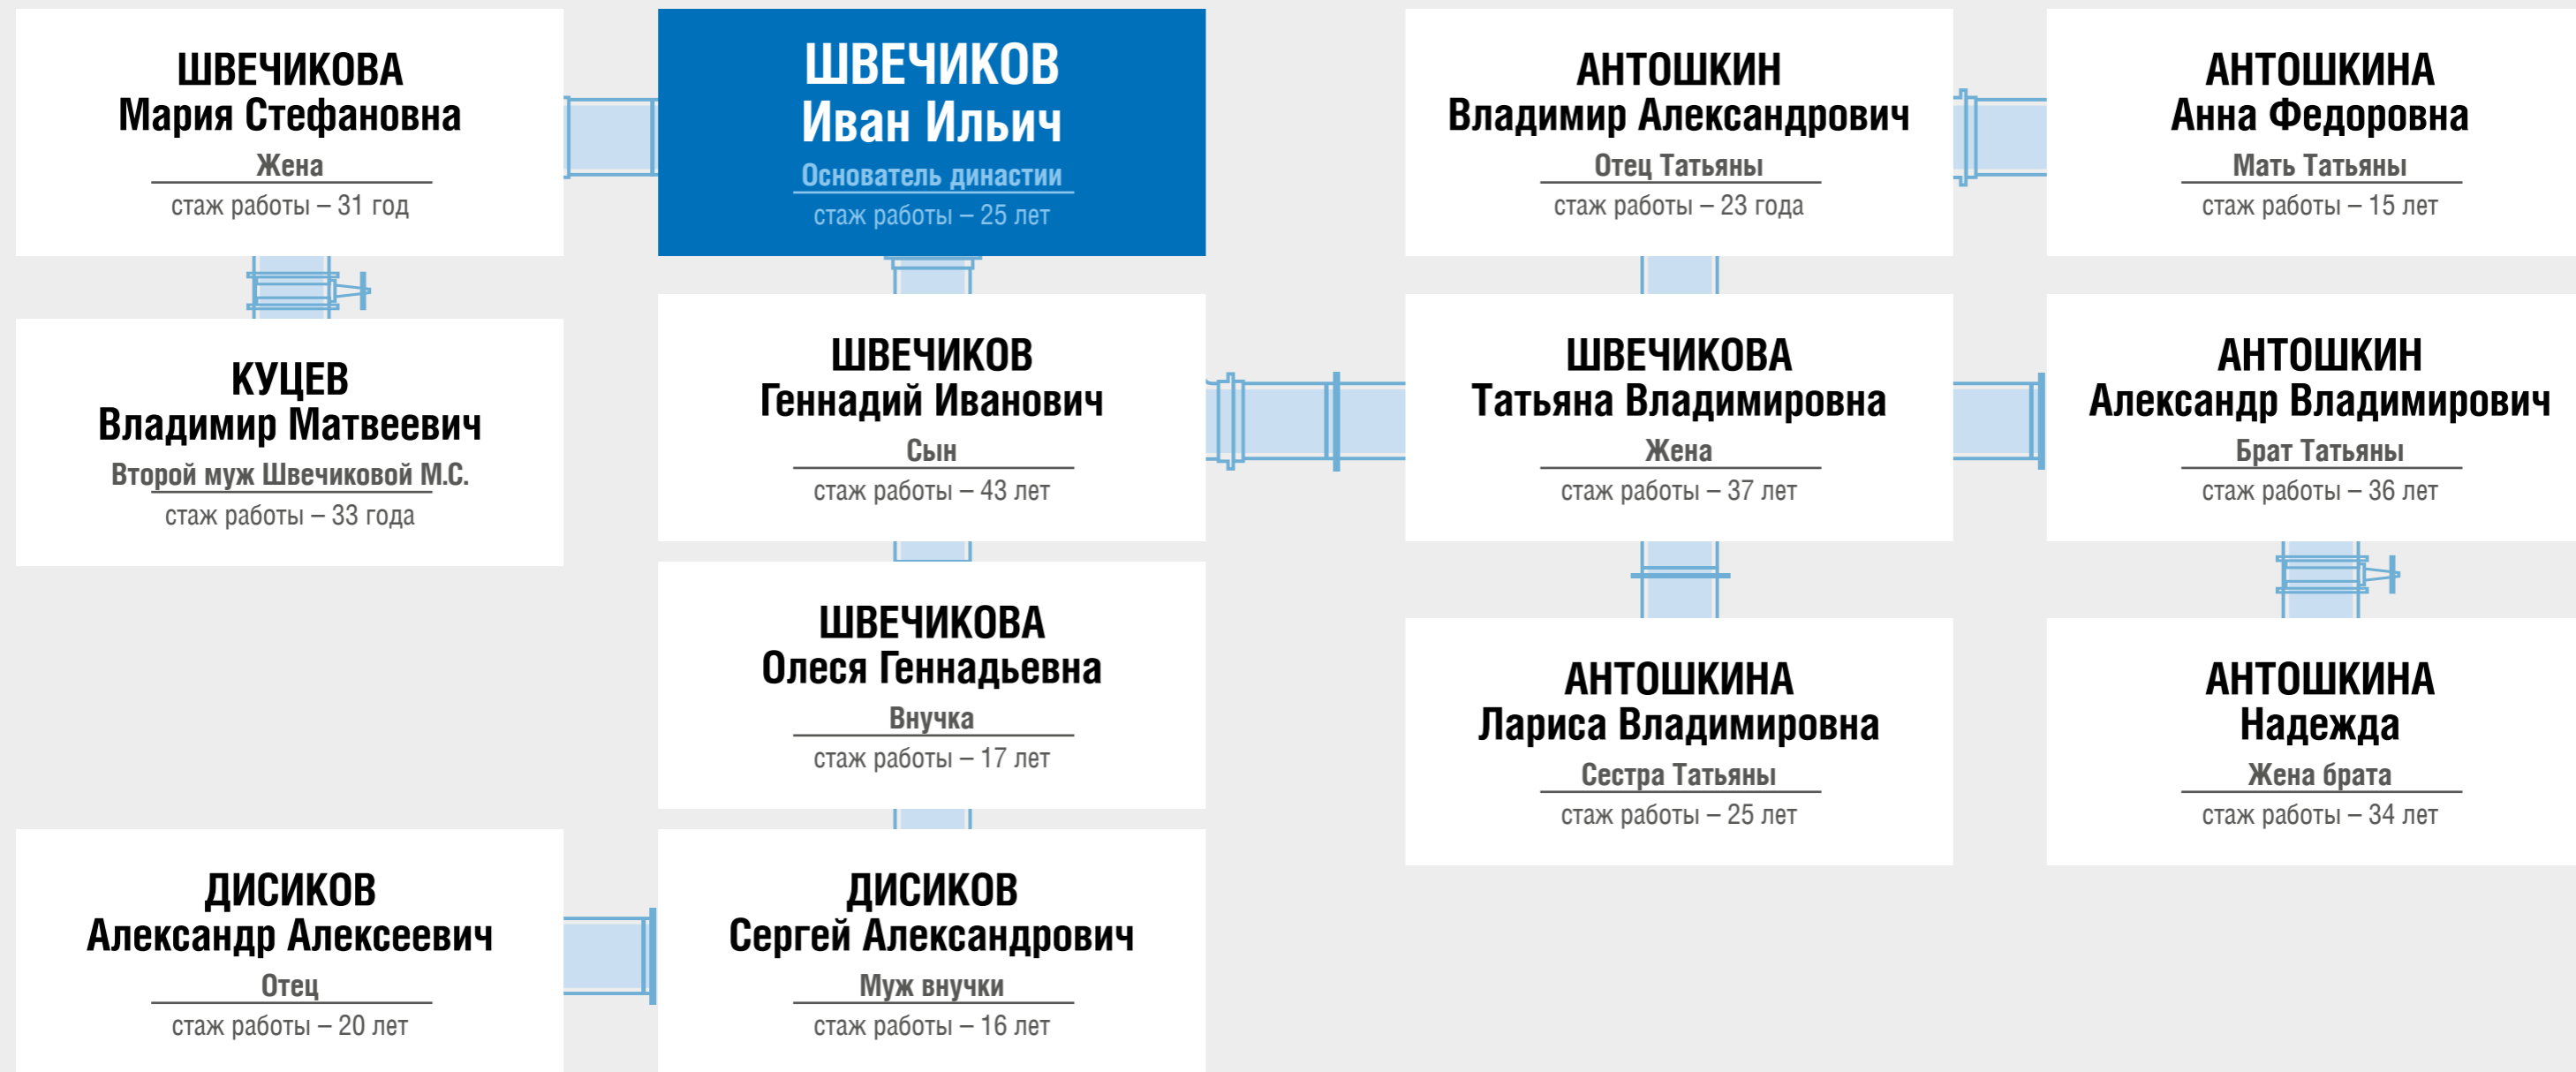 ШВЕЧИКОВА
Мария Стефановна
Жена
стаж работы – 31 год
ШВЕЧИКОВ
Иван Ильич
Основатель династии
стаж работы – 25 лет
АНТОШКИН
Владимир Александрович
Отец Татьяны
стаж работы – 23 года
АНТОШКИНА
Анна Федоровна
Мать Татьяны
стаж работы – 15 лет
КУЦЕВ
Владимир Матвеевич
Второй муж Швечиковой М.С.
стаж работы – 33 года
ШВЕЧИКОВ
Геннадий Иванович
Сын
стаж работы – 43 лет
ШВЕЧИКОВА
Татьяна Владимировна
Жена
стаж работы – 37 лет
АНТОШКИН
Александр Владимирович
Брат Татьяны
стаж работы – 36 лет
ШВЕЧИКОВА
Олеся Геннадьевна
Внучка
стаж работы – 17 лет
АНТОШКИНА
Лариса Владимировна
Сестра Татьяны
стаж работы – 25 лет
АНТОШКИНА
Надежда
Жена брата
стаж работы – 34 лет
ДИСИКОВ
Александр Алексеевич
Отец
стаж работы – 20 лет
ДИСИКОВ
Сергей Александрович
Муж внучки
стаж работы – 16 лет